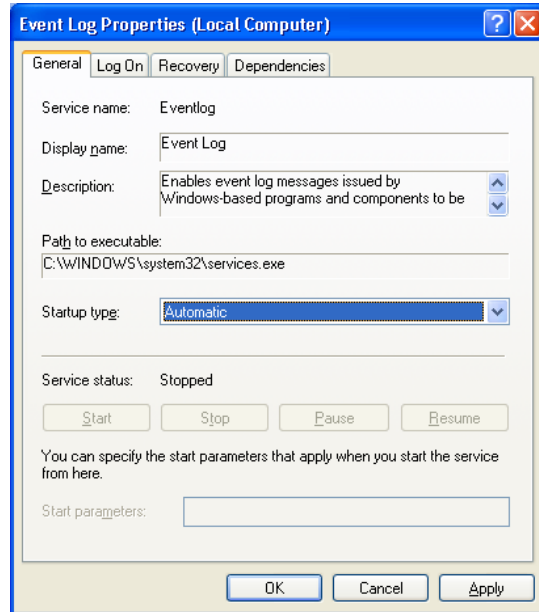 Event Log Properties (Local Computer)
General Log On Recovery Dependencies
Service name: Eventlog
Display name: Event Log
Description: Enables event log messages issued by
Windows-based programs and components to be
Path to executable:
C:\WINDOWS\system32\services.exe
Startup type: Automatic
Service status: Stopped
Start Stop Pause Resume
You can specify the start parameters that apply when you start the service
from here.
Start parameters:
OK Cancel Apply